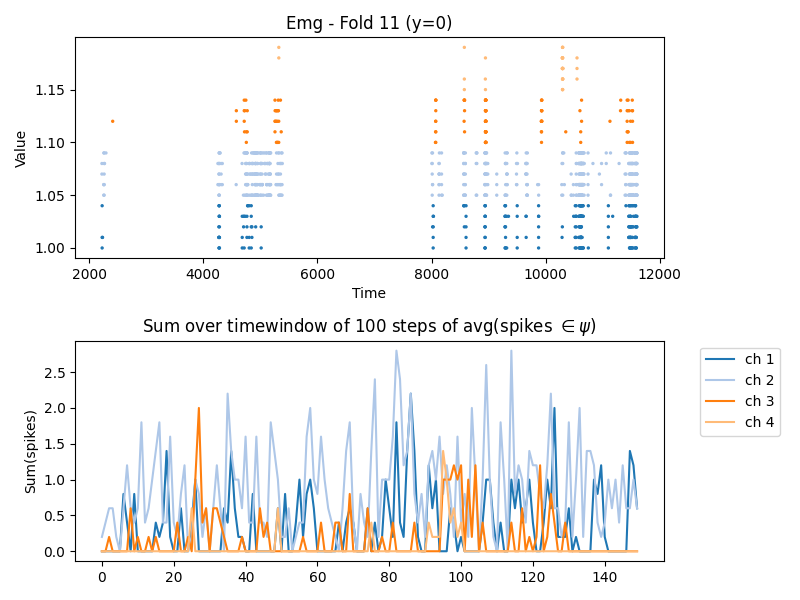 Emg - Fold 11 (y=0)
Value
1.15
1.10
1.05
1.00
2000 4000 6000 8000 10000 12000
Time
Sum over timewindow of 100 steps of avg(spikes ∈ ψ)
Sum(spikes)
2.5
2.0
1.5
1.0
0.5
0.0
0 20 40 60 80 100 120 140
ch 1
ch 2
ch 3
ch 4